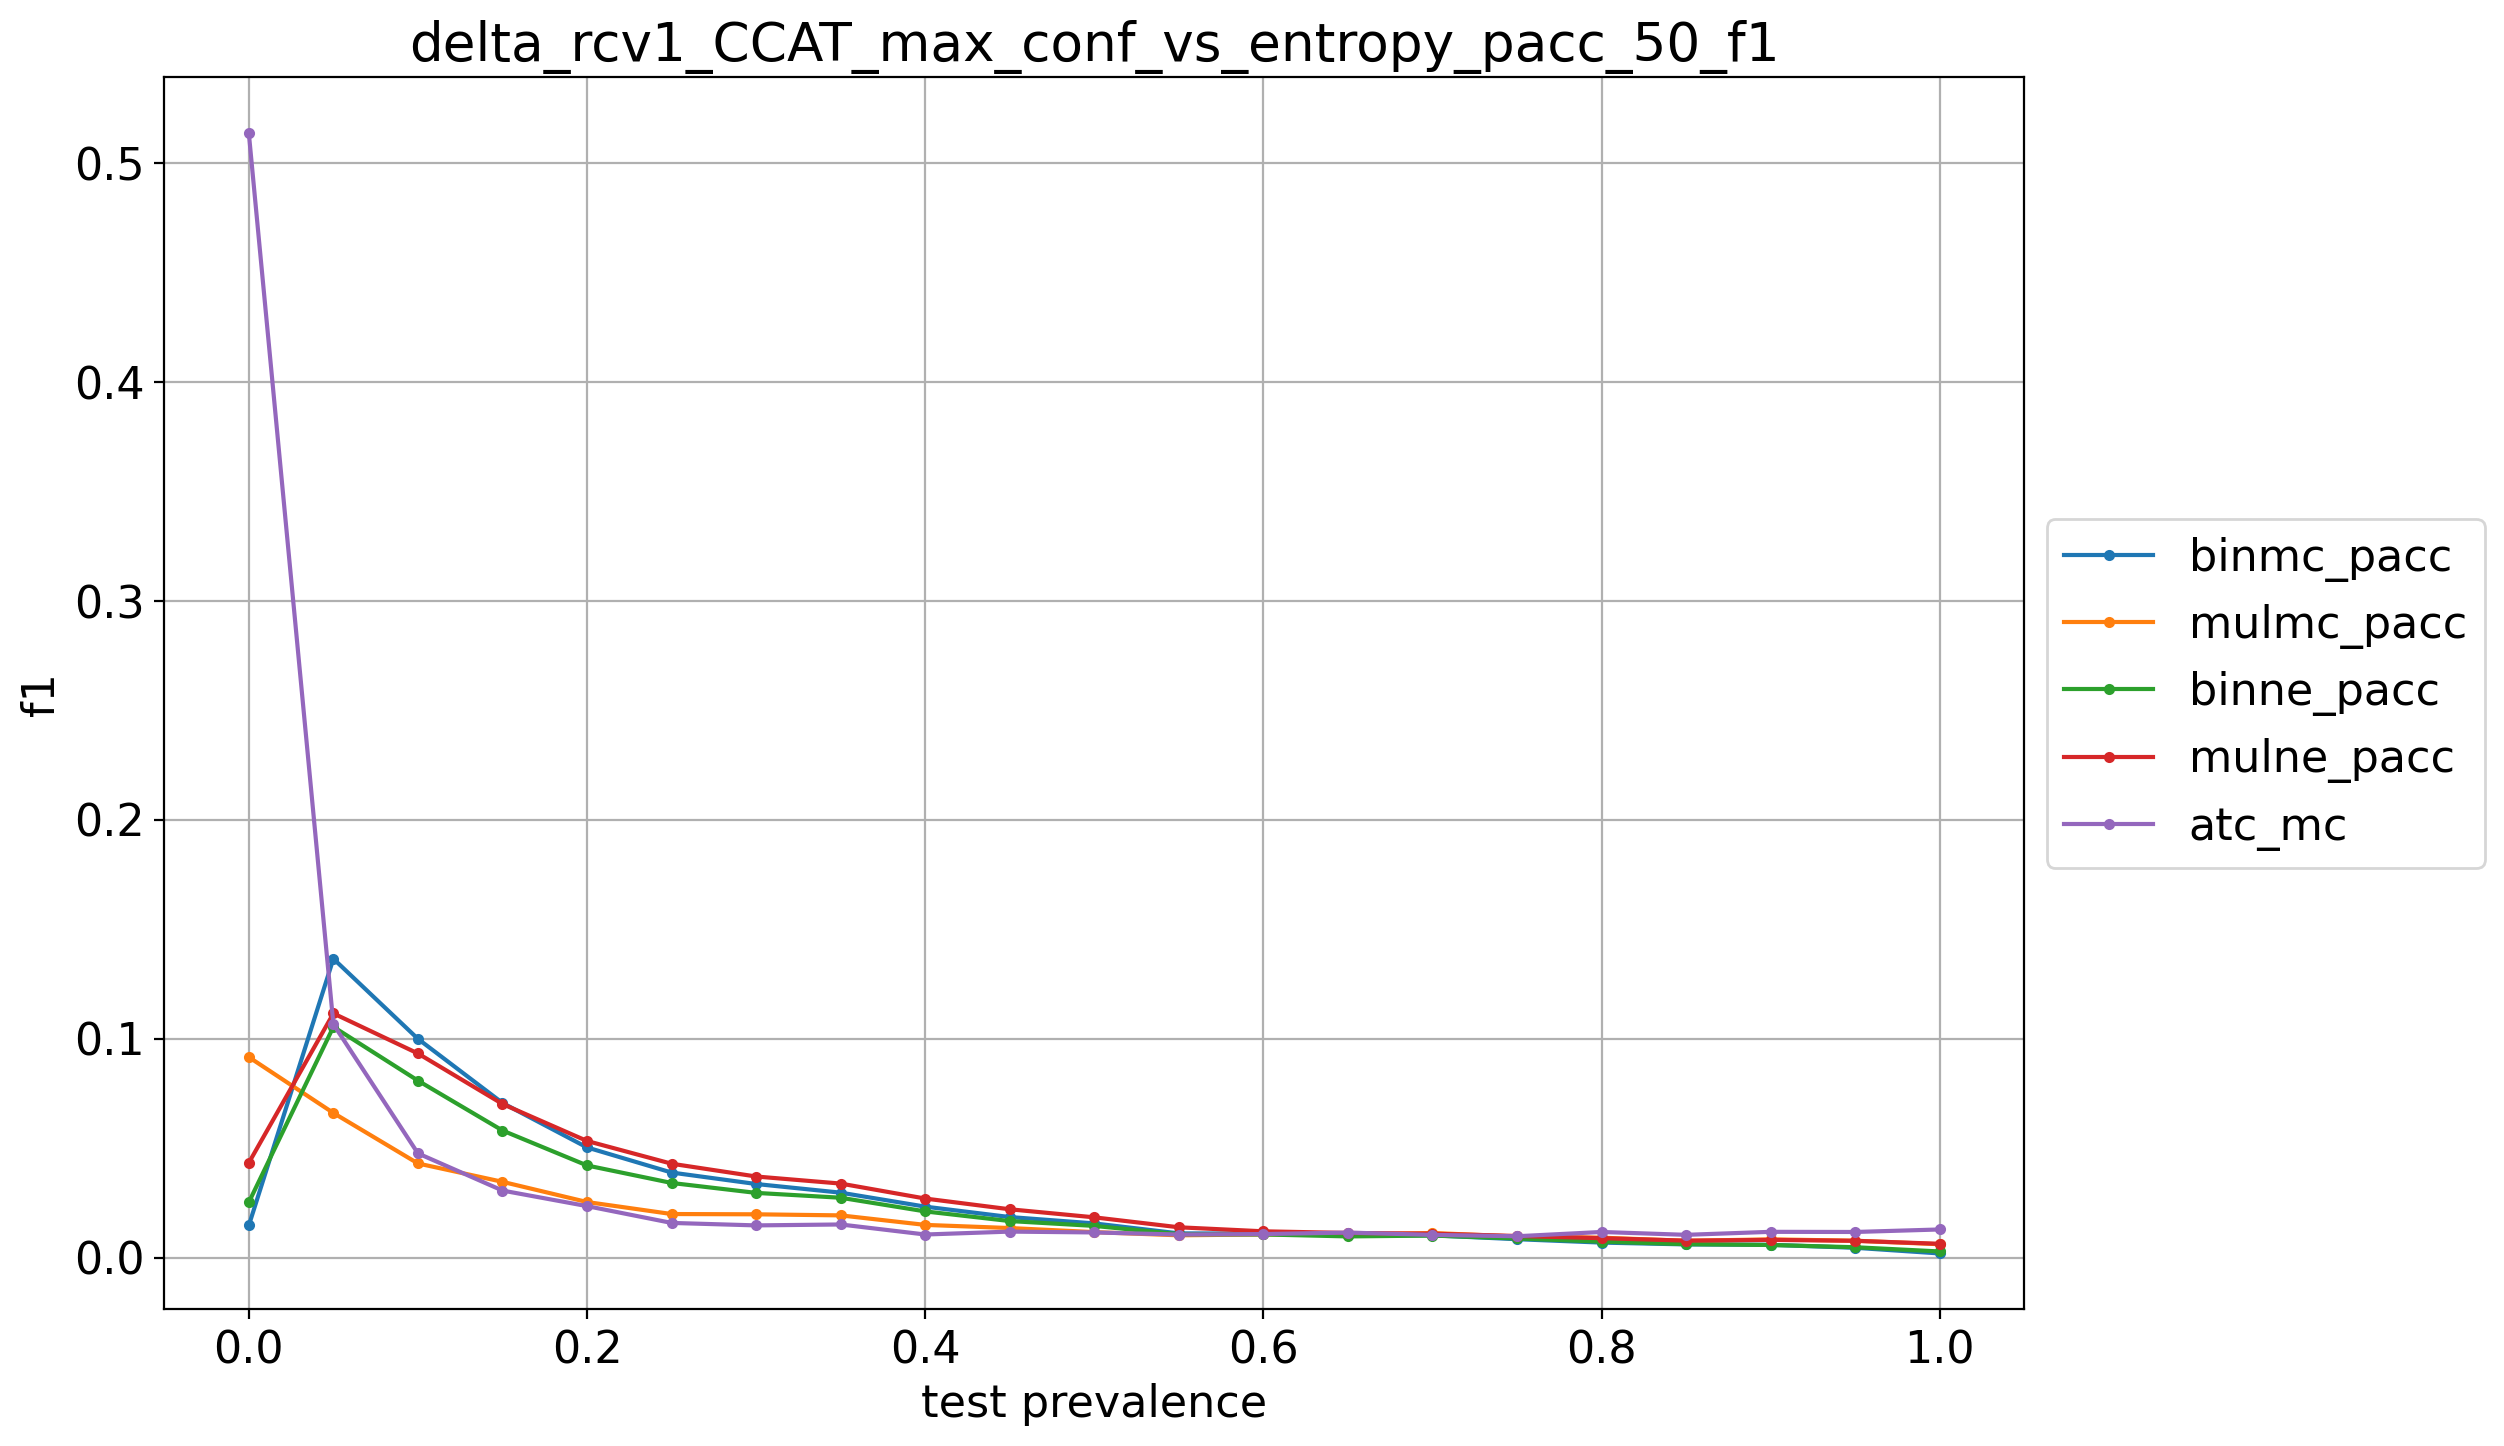 delta_rcv1_CCAT_max_conf_vs_entropy_pacc_50_f1
f1
0.5
0.4
0.3
0.2
0.1
0.0
0.0 0.2 0.4 0.6 0.8 1.0
test prevalence
binmc_pacc
mulmc_pacc
binne_pacc
mulne_pacc
atc_mc